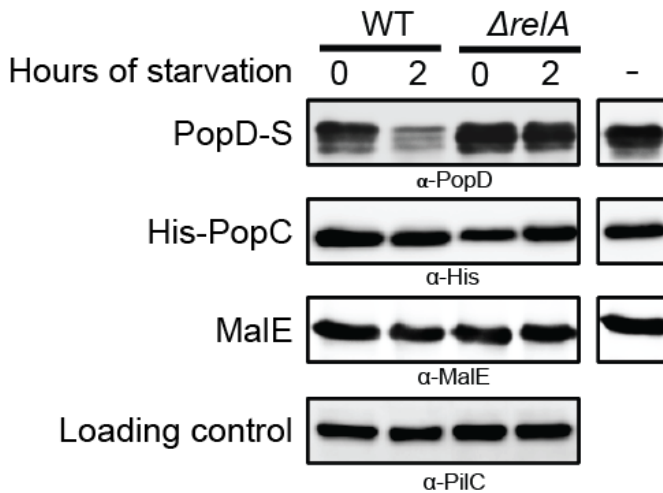 WT ΔrelA
Hours of starvation 0 2 0 2 -
PopD-S
α-PopD
His-PopC
α-His
MalE
α-MalE
Loading control
α-PilC